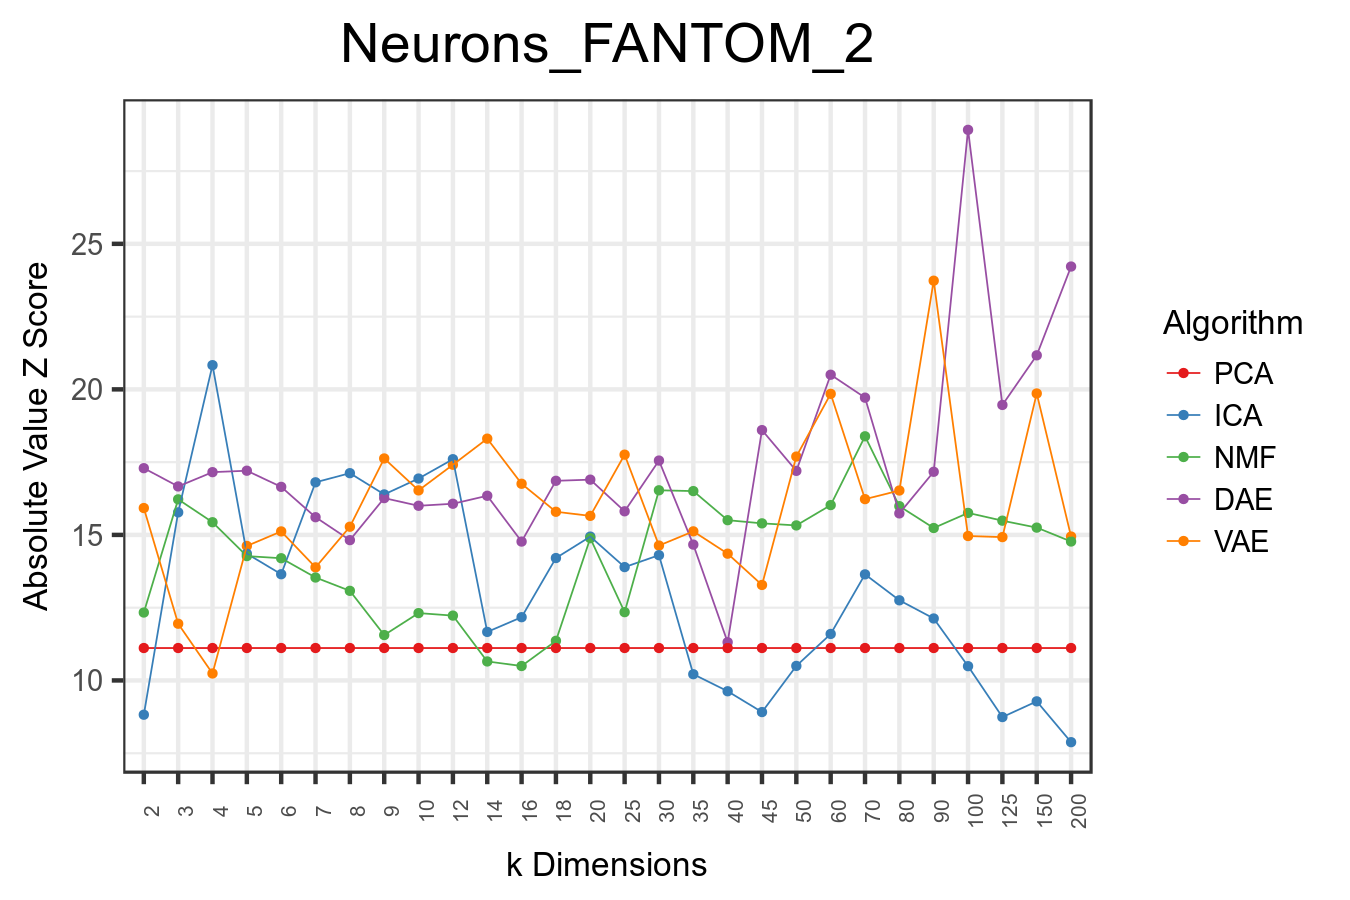 Neurons_FANTOM_2
Absolute Value Z Score
25
20
15
10
2 3 4 5 6 7 8 9 10 12 14 16 18 20 25 30 35 40 45 50 60 70 80 90 100 125 150 200
k Dimensions
Algorithm
PCA
ICA
NMF
DAE
VAE